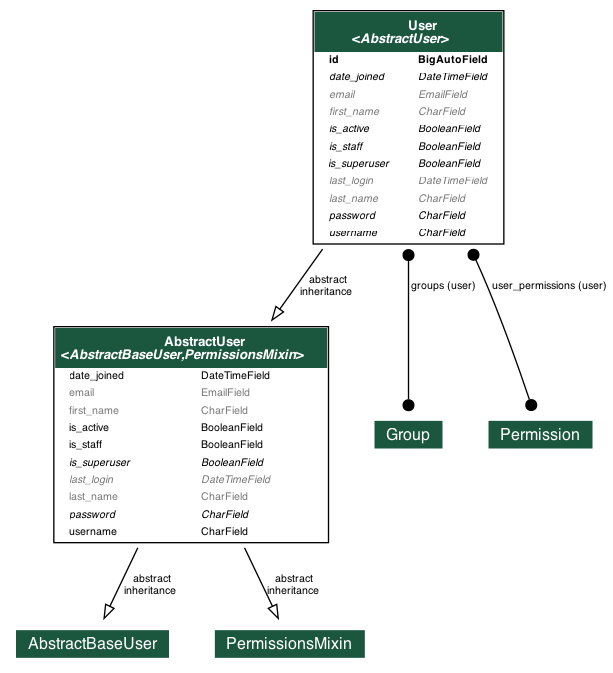 User
<AbstractUser>
id BigAutoField
date_joined DateTimeField
email EmailField
first_name CharField
is_active BooleanField
is_staff BooleanField
is_superuser BooleanField
last_login DateTimeField
last_name CharField
password CharField
username CharField
abstract
inheritance
groups (user)
user_permissions (user)
AbstractUser
<AbstractBaseUser,PermissionsMixin>
date_joined DateTimeField
email EmailField
first_name CharField
is_active BooleanField
is_staff BooleanField
is_superuser BooleanField
last_login DateTimeField
last_name CharField
password CharField
username CharField
Group
Permission
abstract
inheritance
abstract
inheritance
AbstractBaseUser
PermissionsMixin